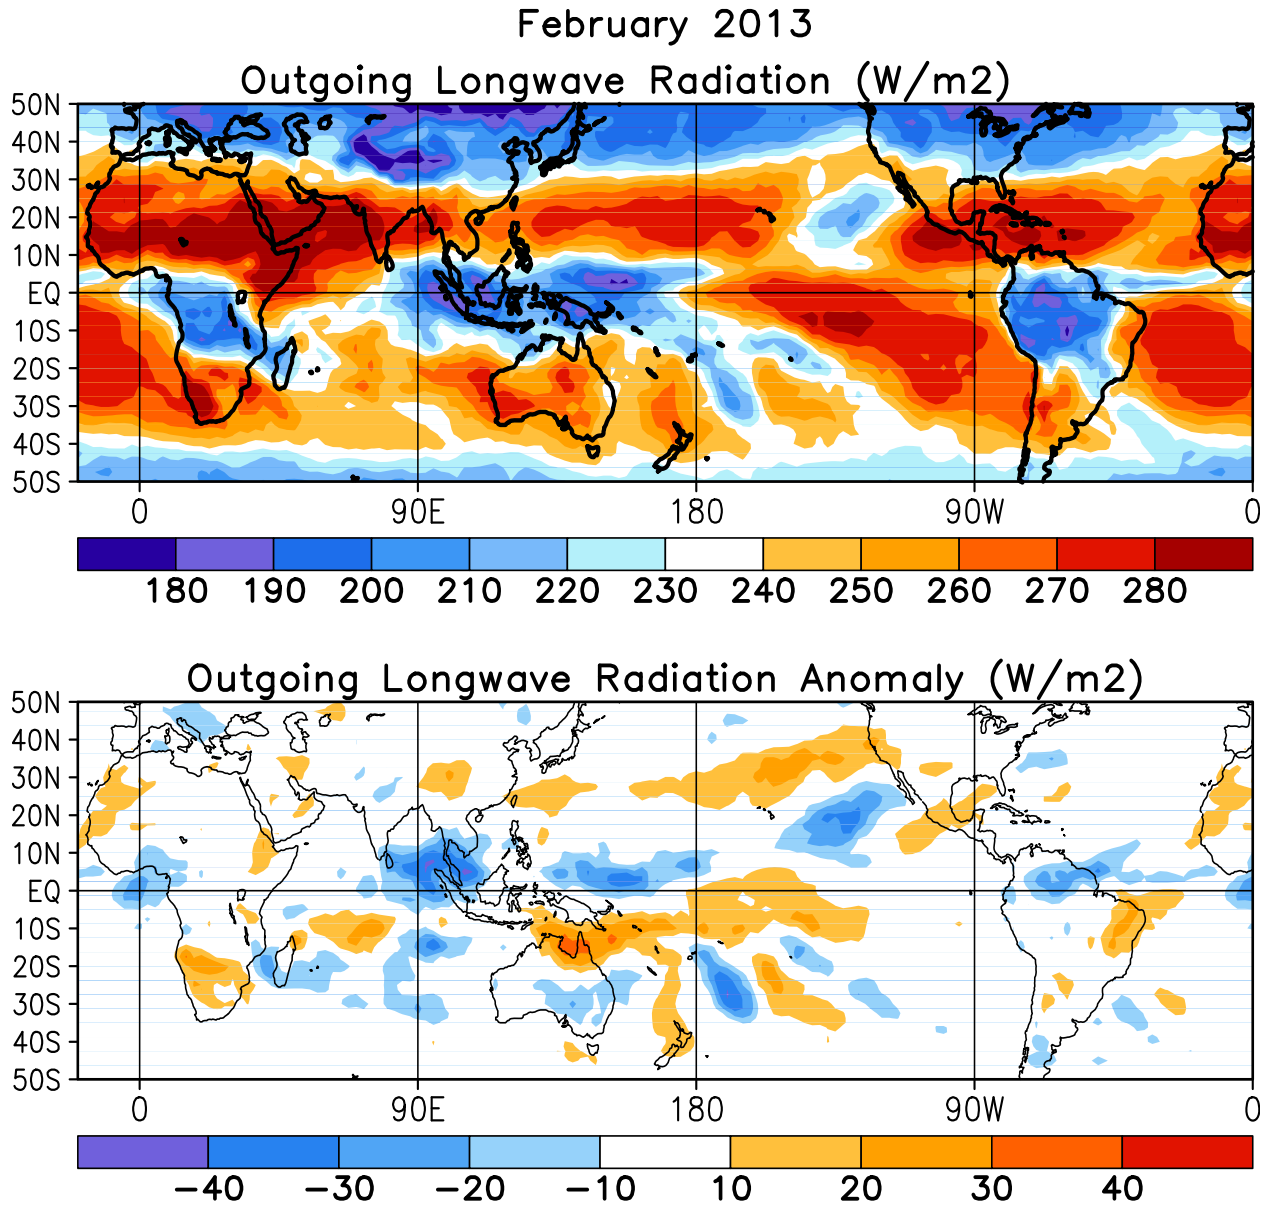 February 2013
Outgoing Longwave Radiation (W/m2)
50N
40N
30N
20N
10N
EQ
10S
20S
30S
40S
50S
0 90E 180 90W 0
180 190 200 210 220 230 240 250 260 270 280
Outgoing Longwave Radiation Anomaly (W/m2)
50N
40N
30N
20N
10N
EQ
10S
20S
30S
40S
50S
0 90E 180 90W 0
−40 −30 −20 −10 10 20 30 40